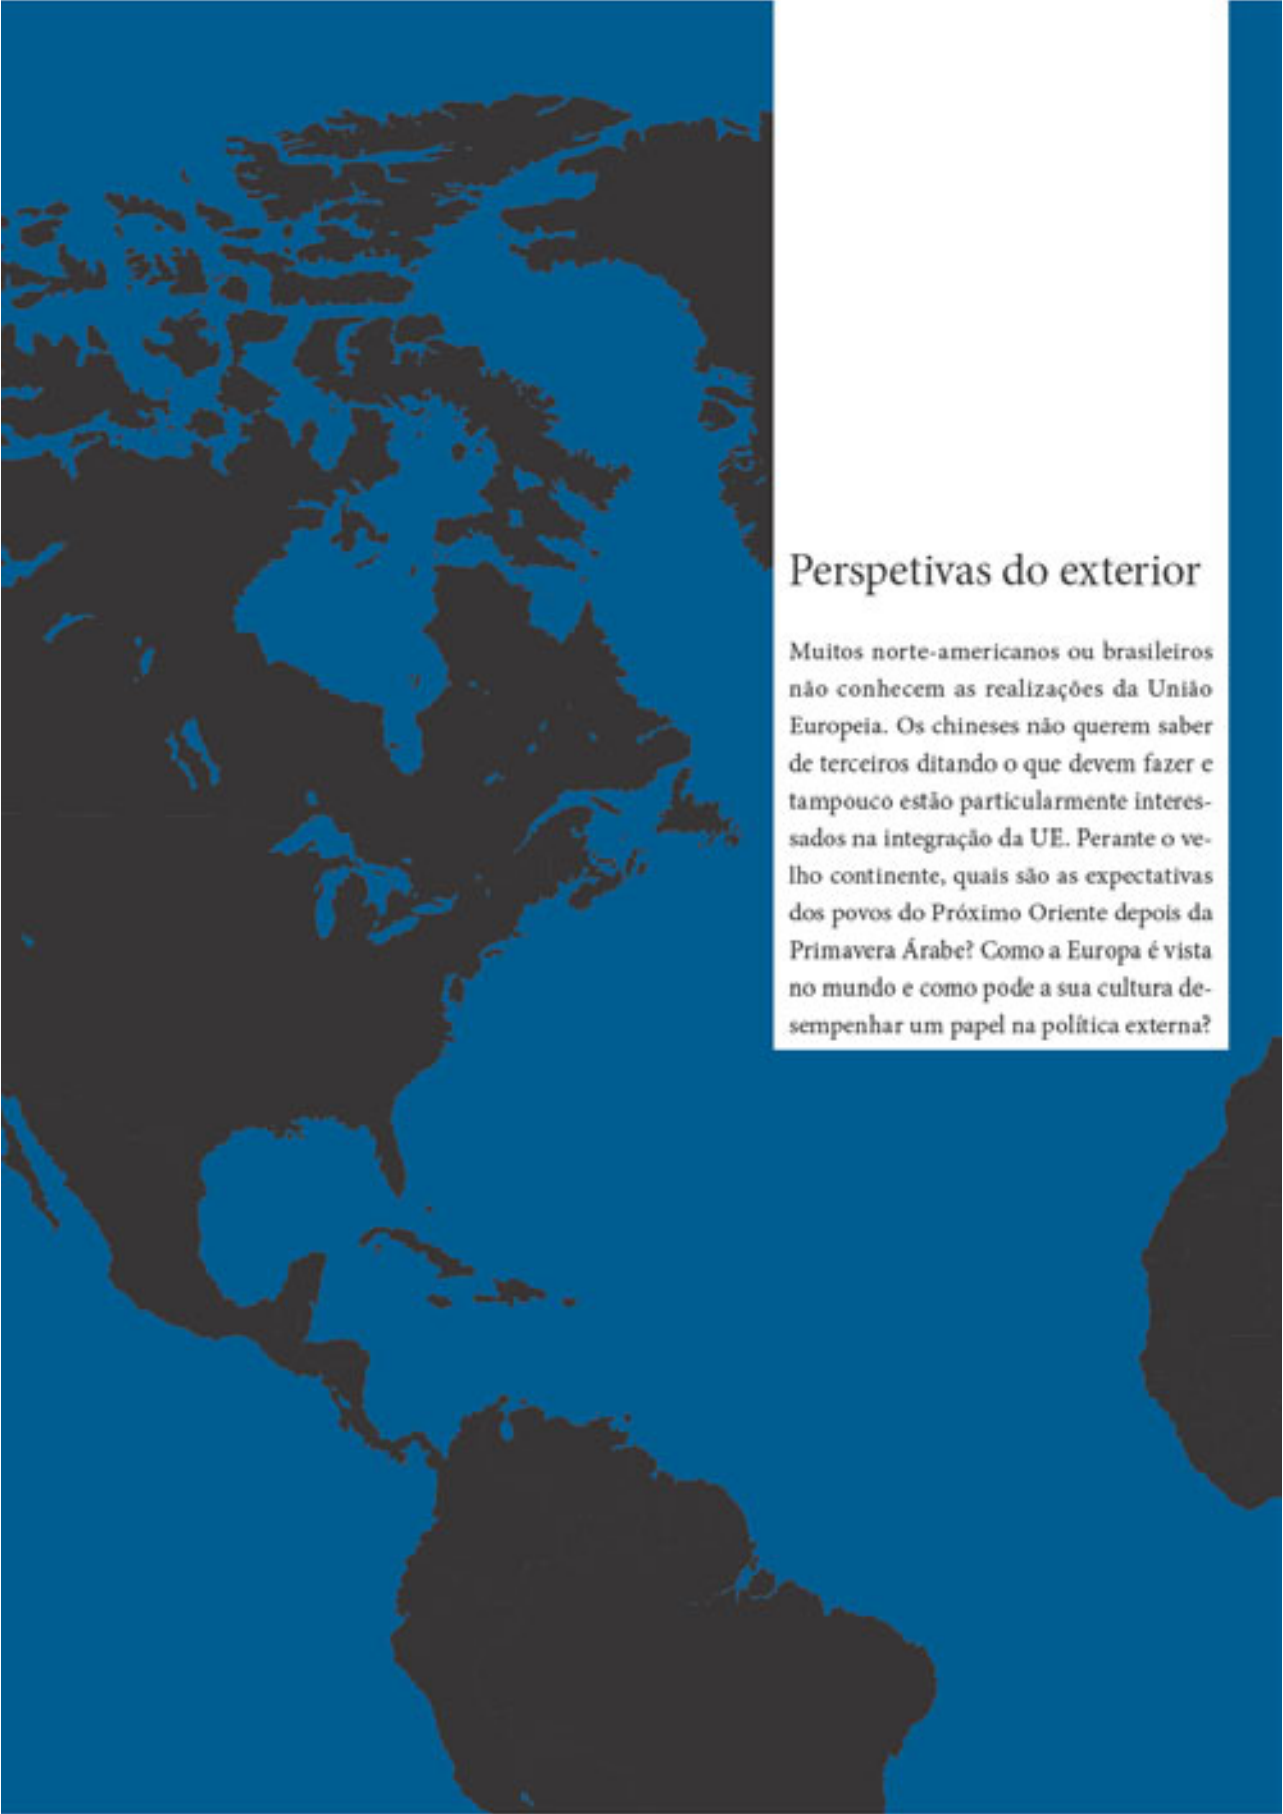 Perspetivas do exterior
Muitos norte-americanos ou brasileiros
não conhecem as realizações da União
Europeia. Os chineses não querem saber
de terceiros ditando o que devem fazer e
tampouco estão particularmente interes-
sados na integração da UE. Perante o ve-
lho continente, quais são as expectativas
dos povos do Próximo Oriente depois da
Primavera Árabe? Como a Europa é vista
no mundo e como pode a sua cultura de-
sempenhar um papel na política externa?